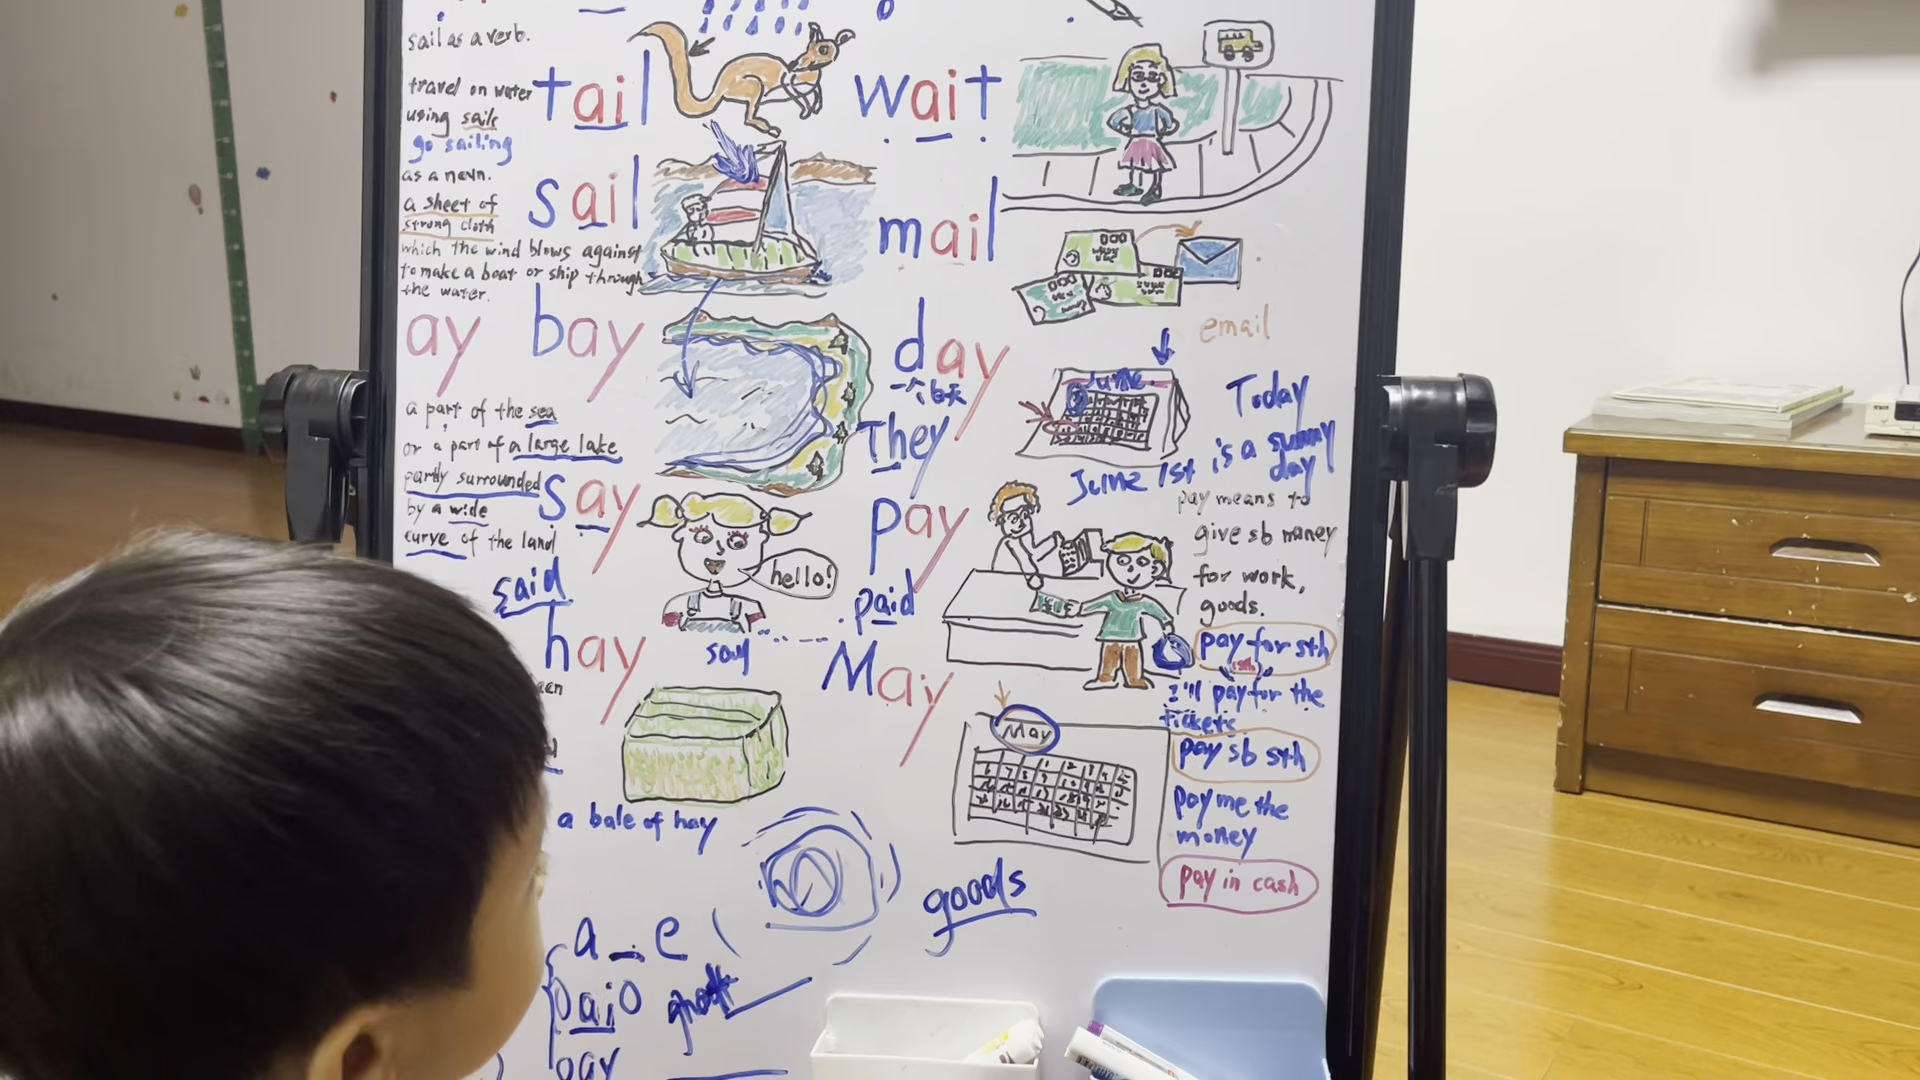 sail as a verb.
travel on water
using sails
go sailing
as a noun.
a sheet of
strong cloth
which the wind blows against
to make a boat or ship through
the water.
tail
wait
sail
mail
email
ay
bay
day
一个白天
They
June
June 1st
Today
is a sunny
day
a part of the sea
or a part of a large lake
partly surrounded
by a wide
curve of the land
say
hello!
said
say
pay
paid
pay means to
give sb money
for work,
goods.
pay for sth
I'll pay for the
tickets
pay sb sth
pay me the
money
pay in cash
hay
a bale of hay
May
May
goods
a_e
ai
ay